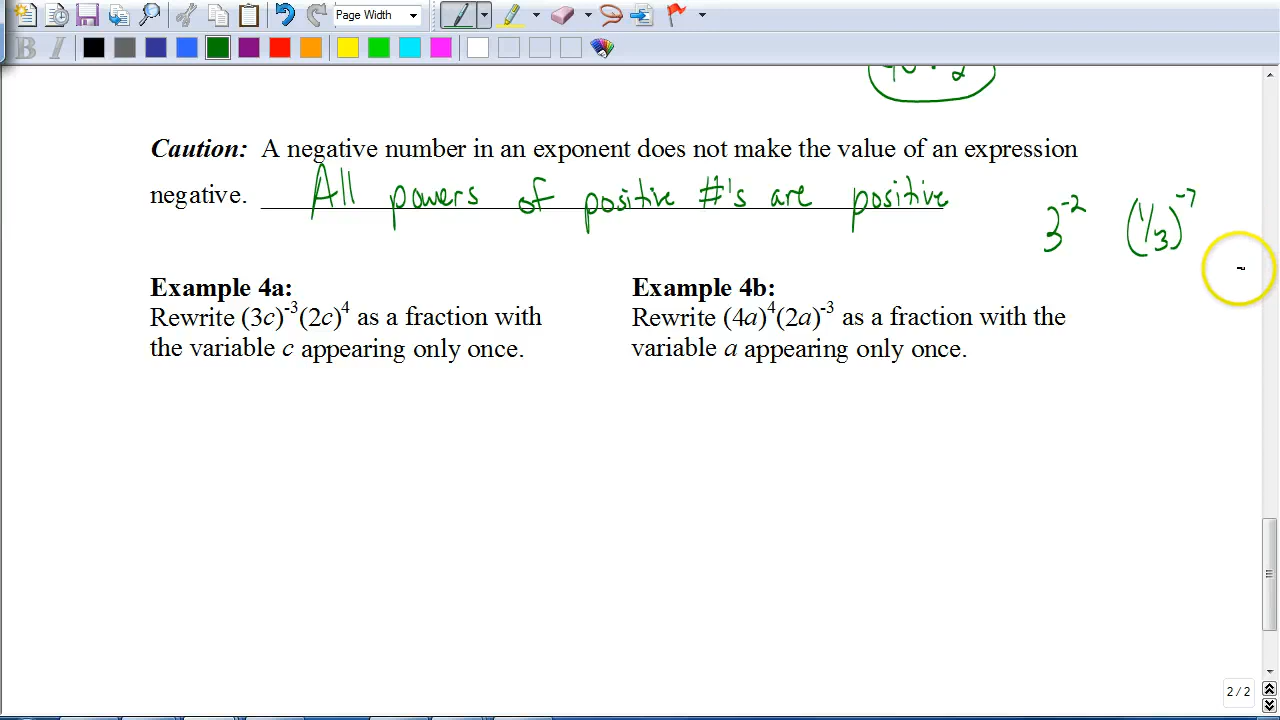 Page Width
B I
Caution: A negative number in an exponent does not make the value of an expression
negative. All powers of positive #'s are positive
3⁻² (1/3)⁻⁷
Example 4a:
Rewrite (3c)⁻³(2c)⁴ as a fraction with
the variable c appearing only once.
Example 4b:
Rewrite (4a)⁴(2a)⁻³ as a fraction with the
variable a appearing only once.
2 / 2